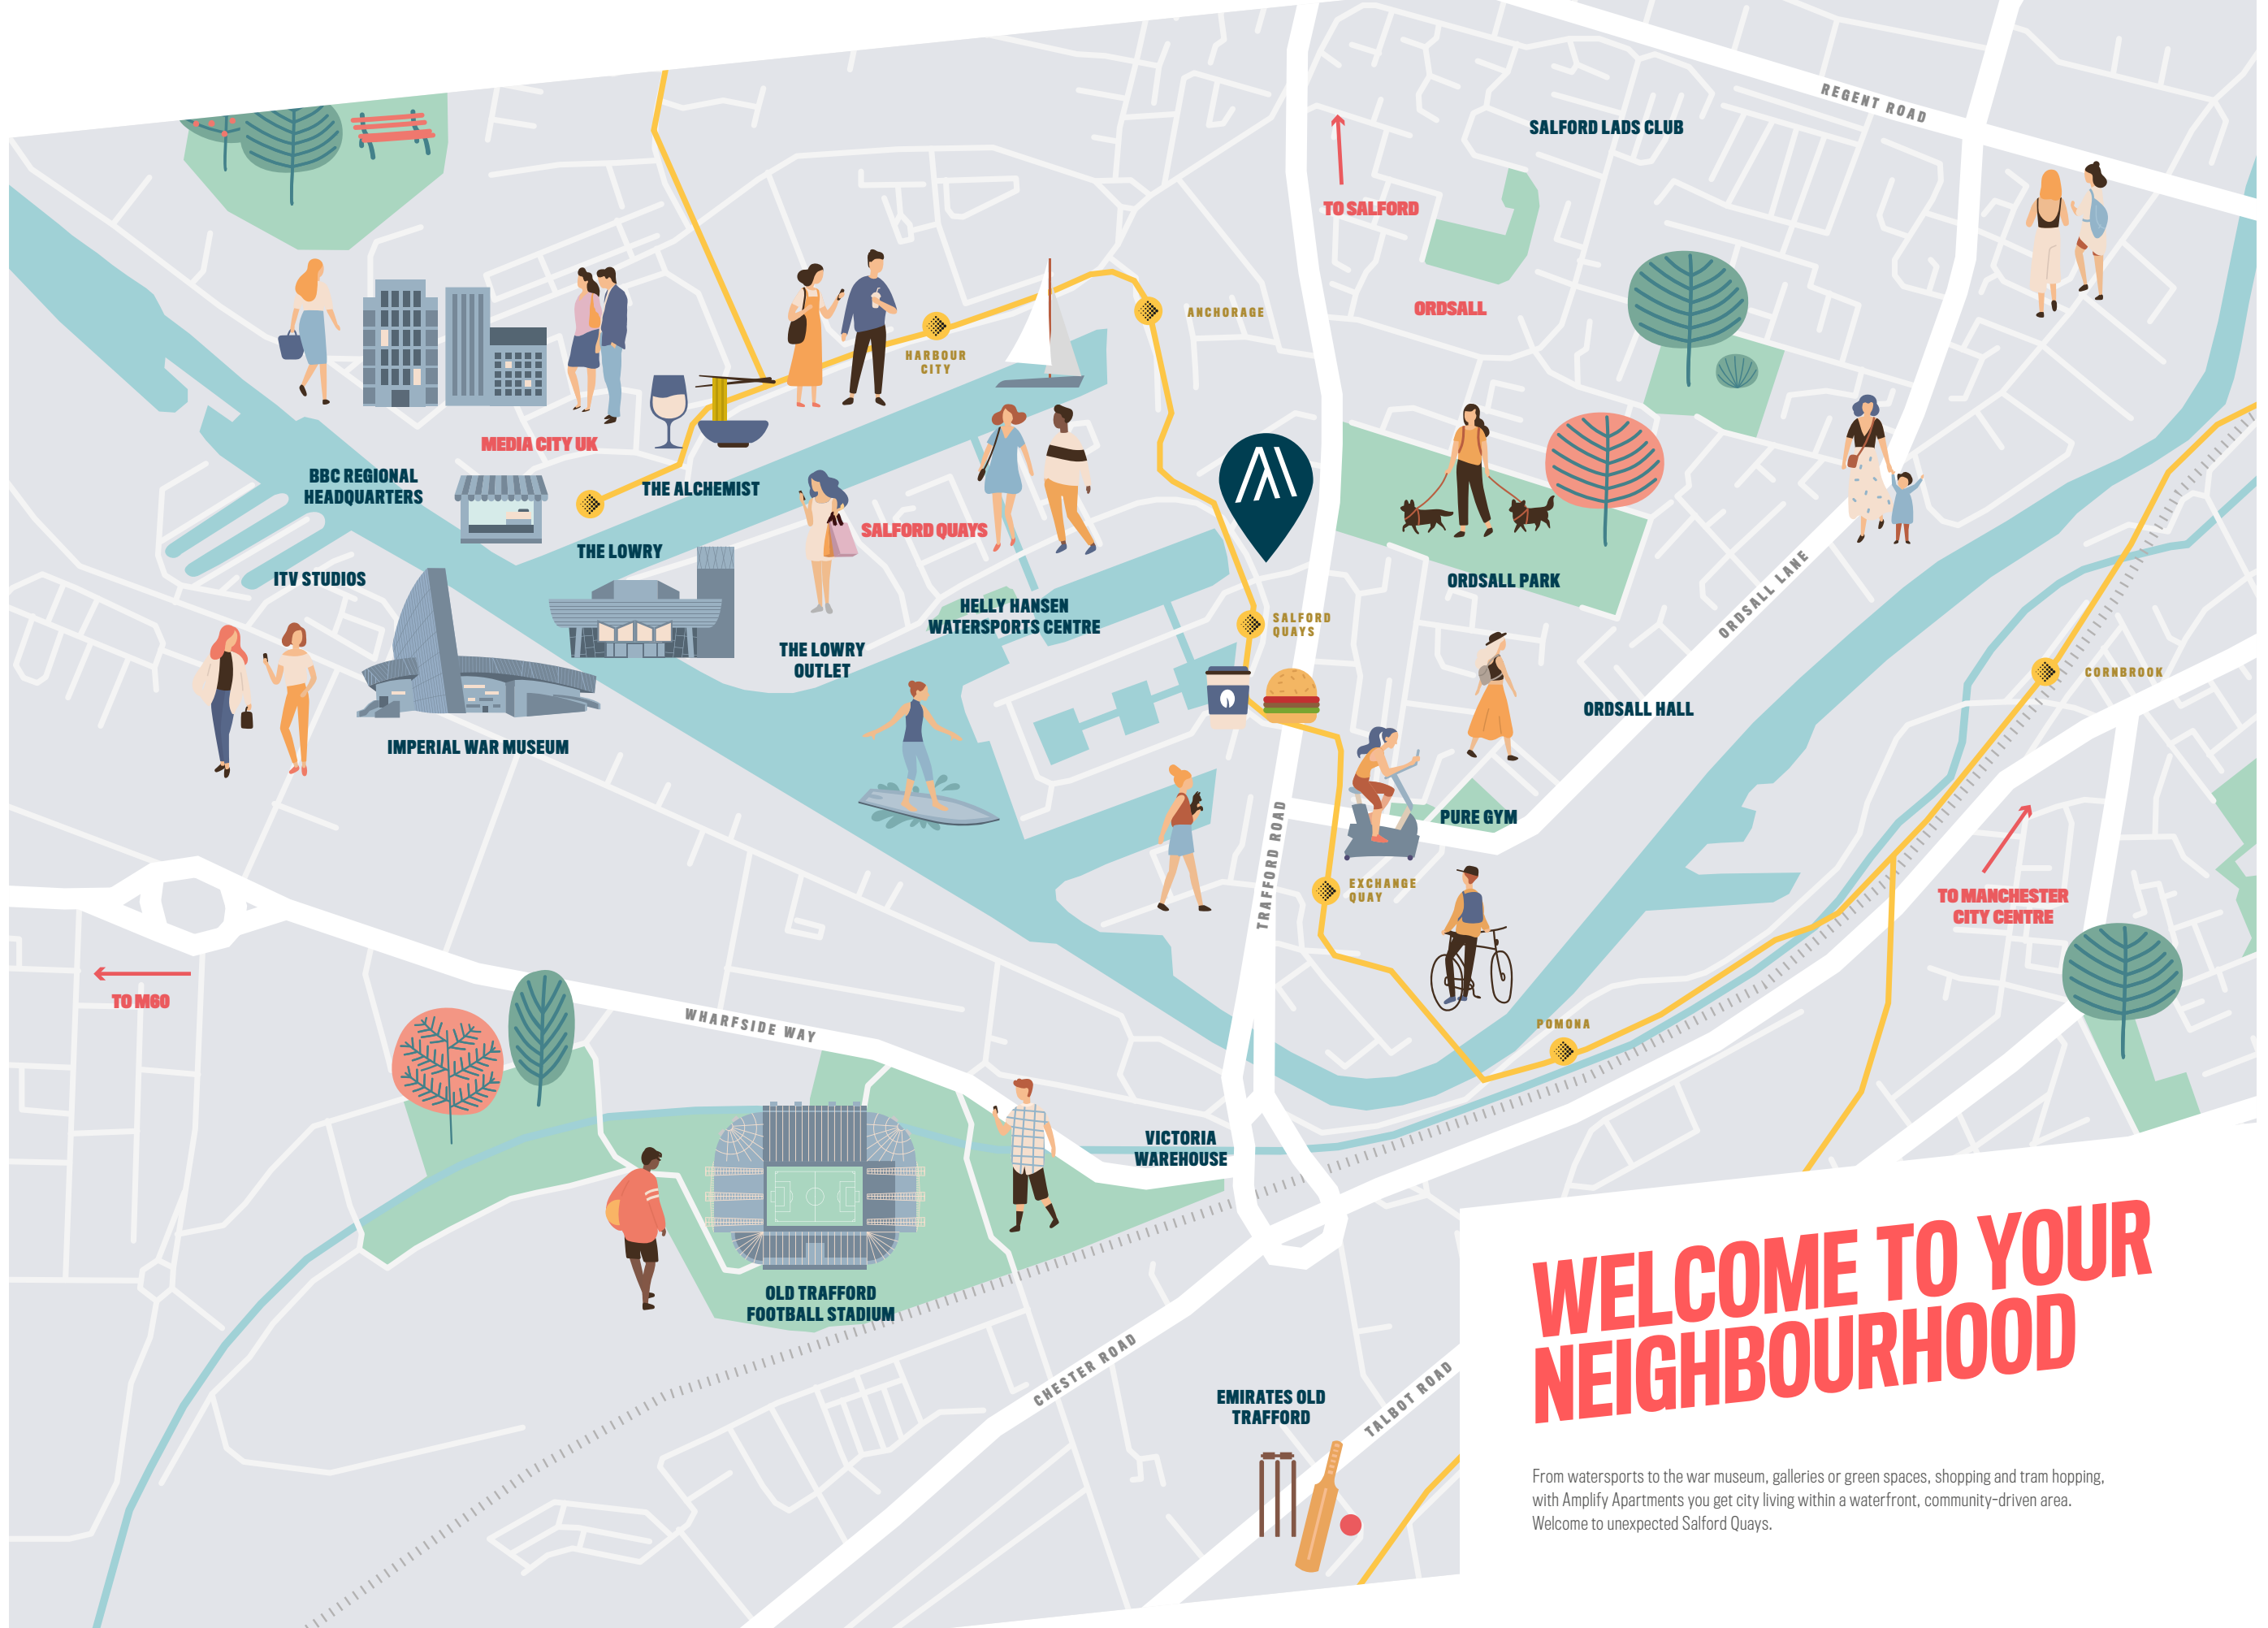 REGENT ROAD
SALFORD LADS CLUB
TO SALFORD
ORDSALL
ANCHORAGE
HARBOUR
CITY
MEDIA CITY UK
BBC REGIONAL
HEADQUARTERS
THE ALCHEMIST
SALFORD QUAYS
THE LOWRY
ITV STUDIOS
ORDSALL PARK
ORDSALL LANE
HELLY HANSEN
WATERSPORTS CENTRE
SALFORD
QUAYS
THE LOWRY
OUTLET
CORNBROOK
ORDSALL HALL
IMPERIAL WAR MUSEUM
PURE GYM
TRAFFORD ROAD
EXCHANGE
QUAY
TO MANCHESTER
CITY CENTRE
TO M60
WHARFSIDE WAY
POMONA
VICTORIA
WAREHOUSE
OLD TRAFFORD
FOOTBALL STADIUM
CHESTER ROAD
TALBOT ROAD
EMIRATES OLD
TRAFFORD
WELCOME TO YOUR
NEIGHBOURHOOD
From watersports to the war museum, galleries or green spaces, shopping and tram hopping,
with Amplify Apartments you get city living within a waterfront, community-driven area.
Welcome to unexpected Salford Quays.